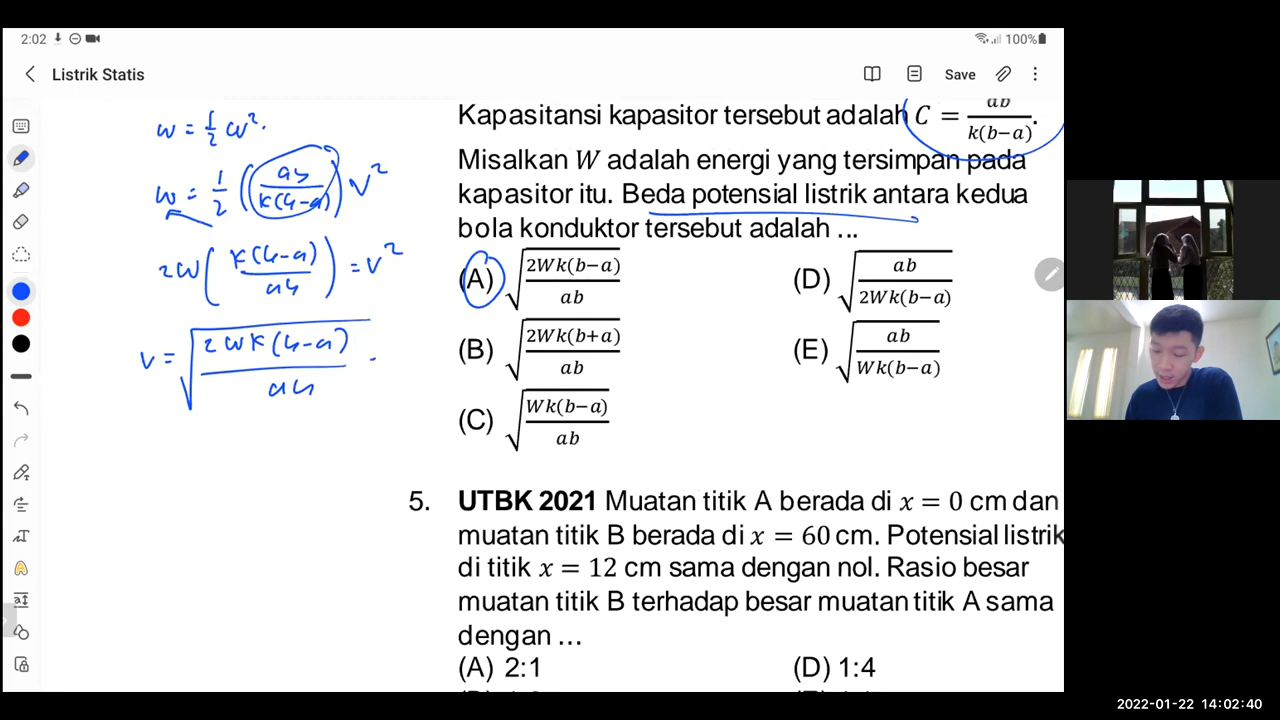 2:02
100%
Listrik Statis
Save
W = 1/2 CV².
W = 1/2 (ab/k(b-a)) V²
2W (k(b-a)/ab) = V²
V = √(2Wk(b-a)/ab)
Kapasitansi kapasitor tersebut adalah C = ab/k(b−a).
Misalkan W adalah energi yang tersimpan pada
kapasitor itu. Beda potensial listrik antara kedua
bola konduktor tersebut adalah ...
(A) √(2Wk(b−a)/ab)
(D) √(ab/2Wk(b−a))
(B) √(2Wk(b+a)/ab)
(E) √(ab/Wk(b−a))
(C) √(Wk(b−a)/ab)
5. UTBK 2021 Muatan titik A berada di x = 0 cm dan
muatan titik B berada di x = 60 cm. Potensial listrik
di titik x = 12 cm sama dengan nol. Rasio besar
muatan titik B terhadap besar muatan titik A sama
dengan ...
(A) 2:1
(D) 1:4
2022-01-22 14:02:40